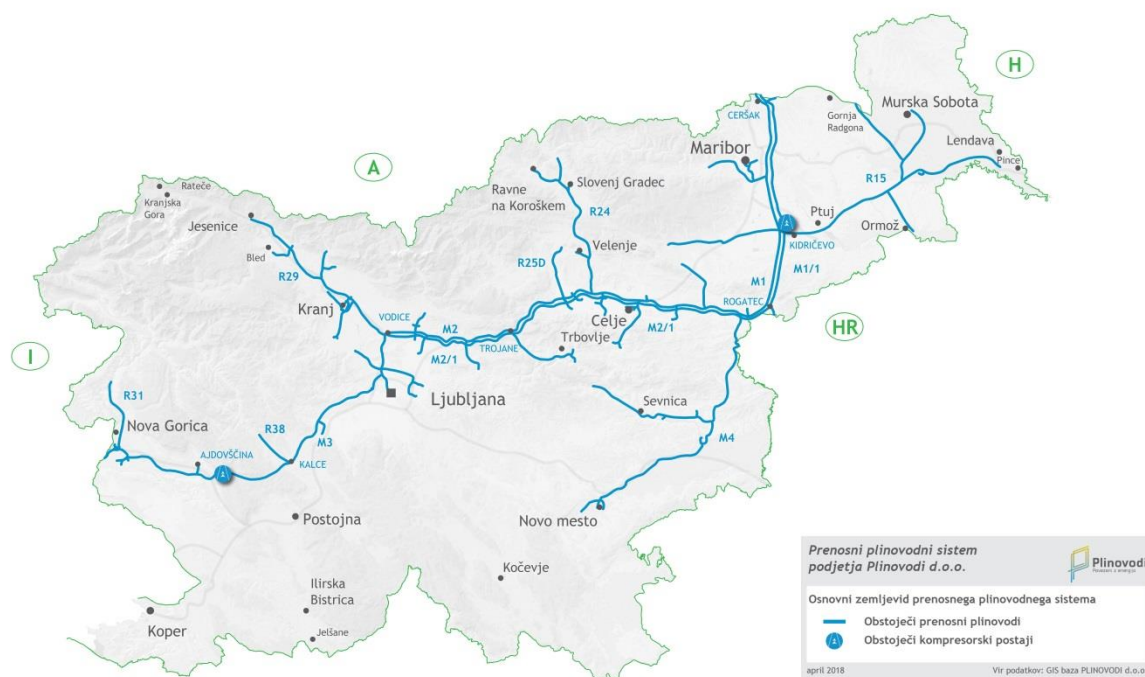 H
Murska Sobota
Gornja
Radgona
CERŠAK
Lendava
Pince
Maribor
A
R15
Ravne
na Koroškem
Slovenj Gradec
Rateče
Kranjska
Gora
R24
Ptuj
Ormož
Jesenice
KIDRIČEVO
Velenje
Bled
R29
R25D
M1
M1/1
Kranj
ROGATEC
VODICE
M2
Celje
M2/1
HR
TROJANE
Trbovlje
M2/1
I
Ljubljana
Sevnica
R31
Nova Gorica
R38
M3
M4
AJDOVŠČINA
KALCE
Postojna
Novo mesto
Kočevje
Ilirska
Bistrica
Koper
Jelšane
Prenosni plinovodni sistem
podjetja Plinovodi d.o.o.
Plinovodi
Osnovni zemljevid prenosnega plinovodnega sistema
Obstoječi prenosni plinovodi
Obstoječi kompresorski postaji
april 2018
Vir podatkov: GIS baza PLINOVODI d.o.o.